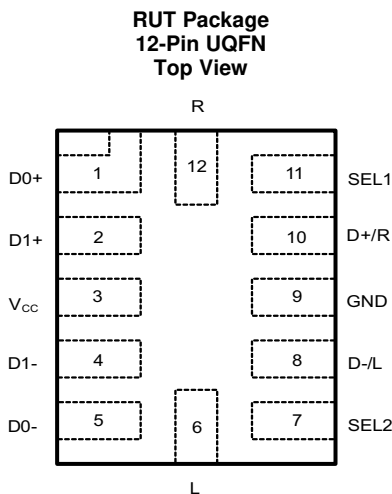 RUT Package
12-Pin UQFN
Top View
R
D0+ 1 12 11 SEL1
D1+ 2 10 D+/R
VCC 3 9 GND
D1- 4 8 D-/L
D0- 5 6 7 SEL2
L